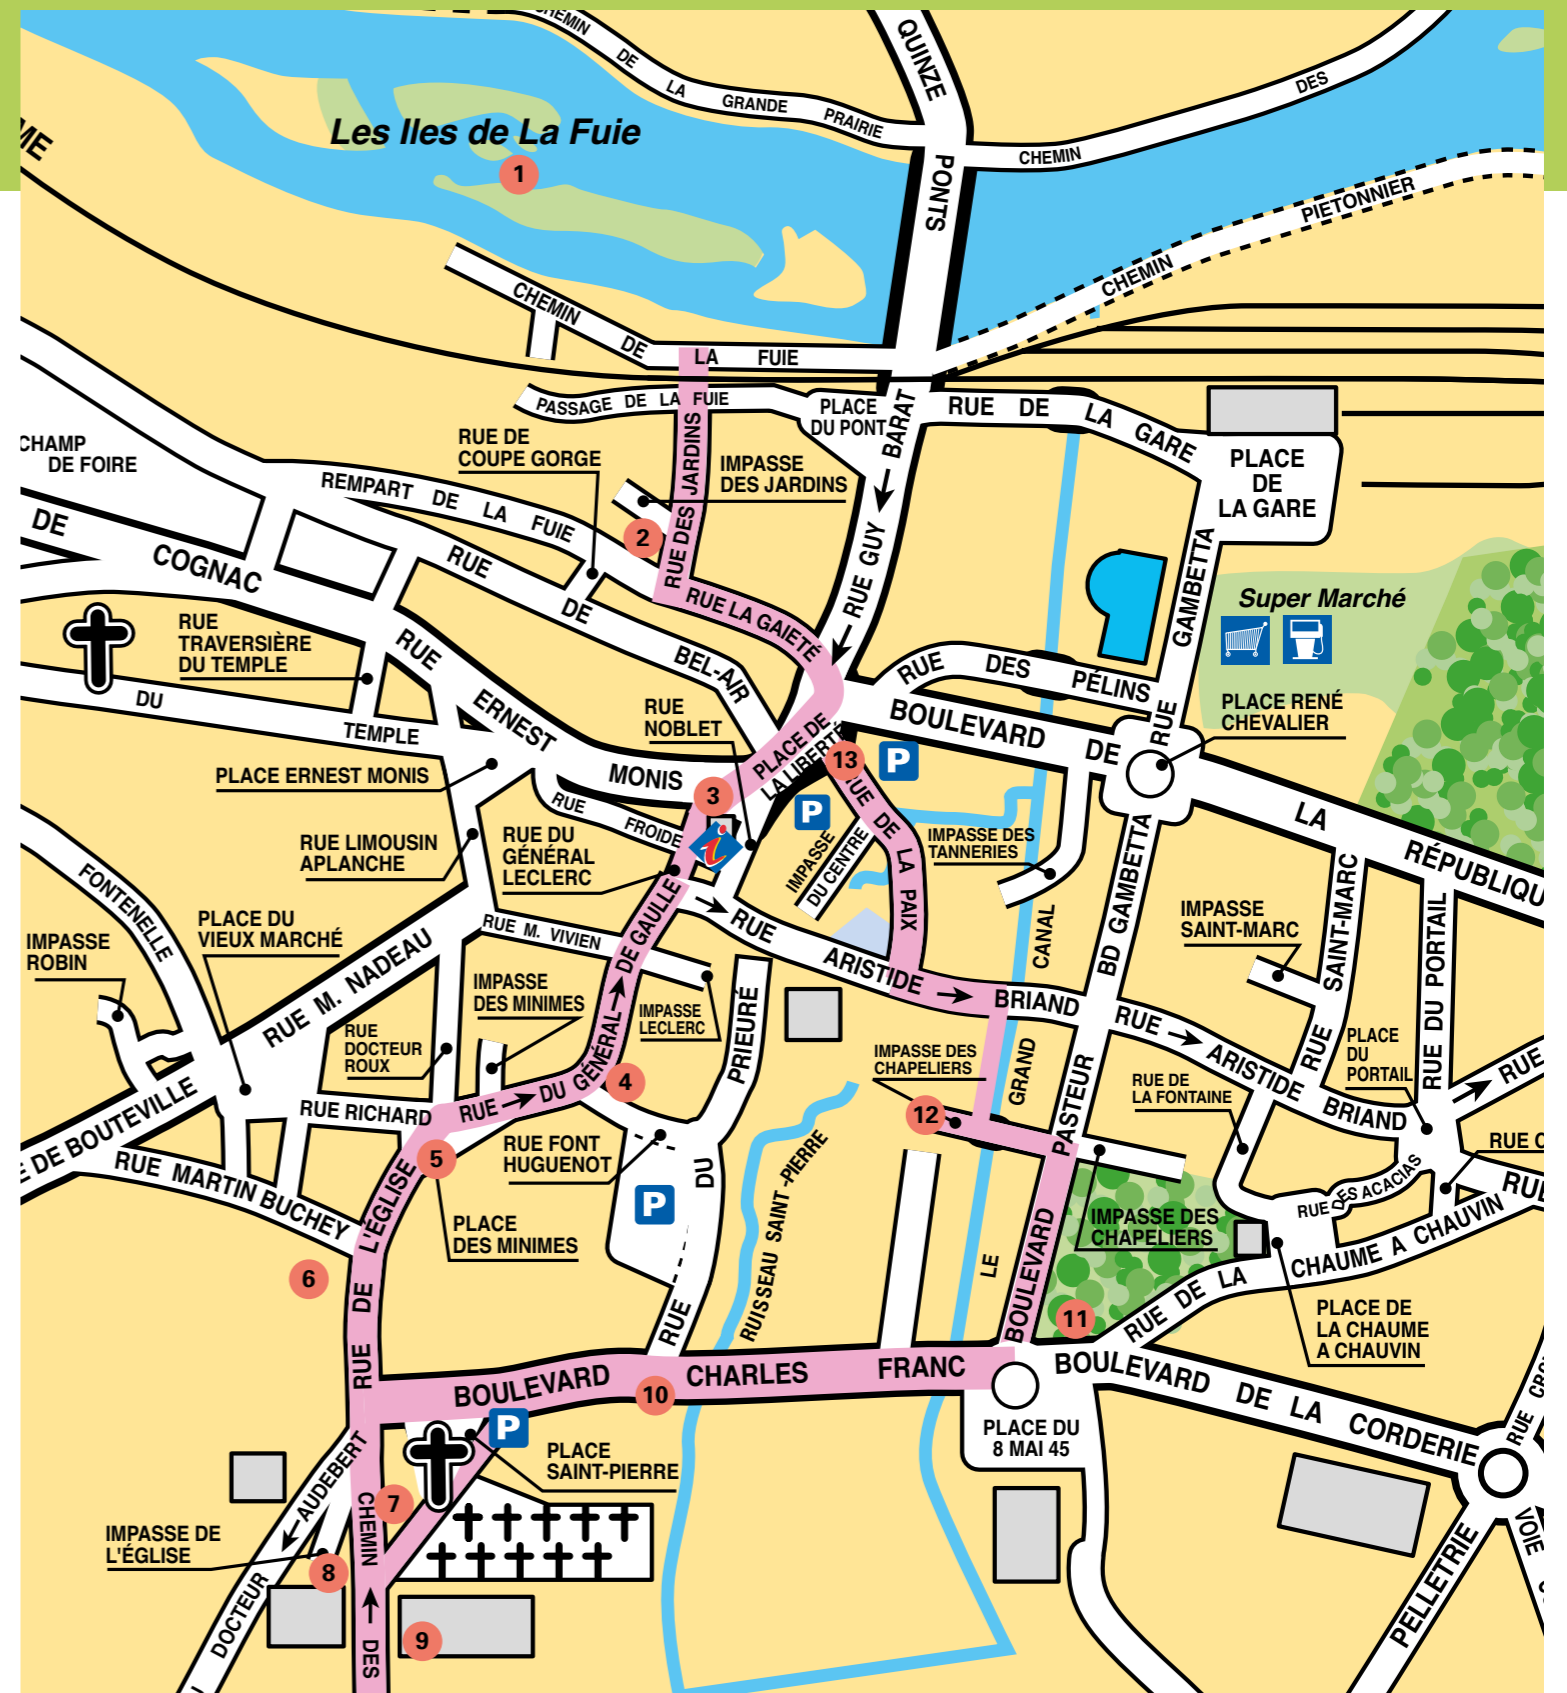 CHEMIN DE LA GRANDE PRAIRIE
QUINZE PONTS
CHEMIN DES
Les Iles de La Fuie
1
CHEMIN PIETONNIER
CHEMIN DE LA FUIE
PASSAGE DE LA FUIE
PLACE
DU PONT
RUE DE LA GARE
PLACE
DE
LA GARE
CHAMP
DE FOIRE
RUE DE
COUPE GORGE
IMPASSE
DES JARDINS
RUE DES JARDINS
RUE GUY BARAT
REMPART DE LA FUIE
2
DE COGNAC
RUE DE BEL-AIR
RUE LA GAIETÉ
RUE GAMBETTA
Super Marché
RUE
TRAVERSIÈRE
DU TEMPLE
RUE ERNEST MONIS
RUE DES PÉLINS
PLACE RENÉ
CHEVALIER
DU TEMPLE
RUE
NOBLET
BOULEVARD DE LA RÉPUBLIQU
PLACE DE
LA LIBERTÉ
13
P
P
PLACE ERNEST MONIS
3
i
RUE FROIDE
RUE DU
GÉNÉRAL
LECLERC
RUE LIMOUSIN
APLANCHE
RUE DE LA PAIX
IMPASSE
DU CENTRE
IMPASSE DES
TANNERIES
BD GAMBETTA
FONTENELLE
PLACE DU
VIEUX MARCHÉ
IMPASSE
ROBIN
RUE M. NADEAU
RUE M. VIVIEN
RUE DU GÉNÉRAL DE GAULLE
RUE ARISTIDE BRIAND
LE GRAND CANAL
IMPASSE
SAINT-MARC
RUE SAINT-MARC
RUE DU PORTAIL
IMPASSE
DES MINIMES
IMPASSE
LECLERC
RUE
DOCTEUR
ROUX
RUE DU PRIEURÉ
RUE ARISTIDE BRIAND
PLACE
DU
PORTAIL
RUE
IMPASSE DES
CHAPELIERS
RUE DE
LA FONTAINE
4
E DE BOUTEVILLE
RUE RICHARD
12
5
RUE FONT
HUGUENOT
P
RUE MARTIN BUCHEY
RUE DE L'ÉGLISE
PLACE
DES MINIMES
RUISSEAU SAINT-PIERRE
BOULEVARD PASTEUR
IMPASSE DES
CHAPELIERS
RUE DES ACACIAS
RUE C
RUE
6
11
RUE DE LA CHAUME A CHAUVIN
PLACE DE
LA CHAUME
A CHAUVIN
BOULEVARD CHARLES FRANC
10
BOULEVARD DE LA CORDERIE
RUE CRO
PLACE DU
8 MAI 45
P
PLACE
SAINT-PIERRE
DOCTEUR AUDEBERT
7
IMPASSE DE
L'ÉGLISE
8
CHEMIN DES
9
PELLETRIE
VOIE